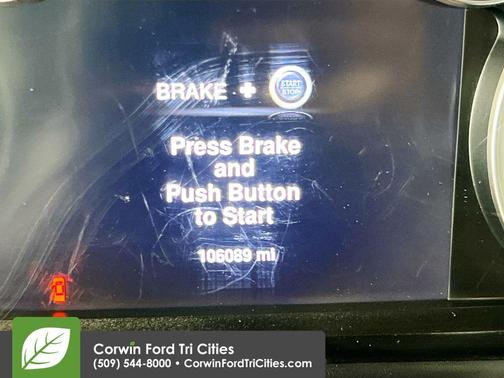 BRAKE + START STOP
Press Brake
and
Push Button
to Start
106089 mi
Corwin Ford Tri Cities
(509) 544-8000 • CorwinFordTriCities.com